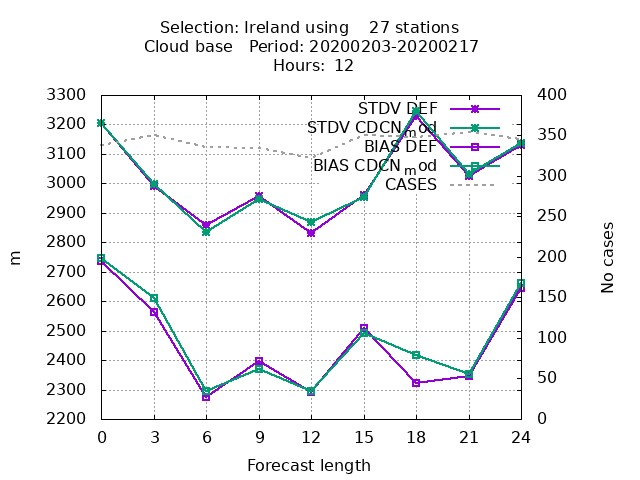 Selection: Ireland using    27 stations
Cloud base   Period: 20200203-20200217
Hours:  12
3300
3200
3100
3000
2900
2800
2700
2600
2500
2400
2300
2200
m
STDV DEF
STDV CDCN_mod
BIAS DEF
BIAS CDCN_mod
CASES
400
350
300
250
200
150
100
50
0
No cases
0 3 6 9 12 15 18 21 24
Forecast length